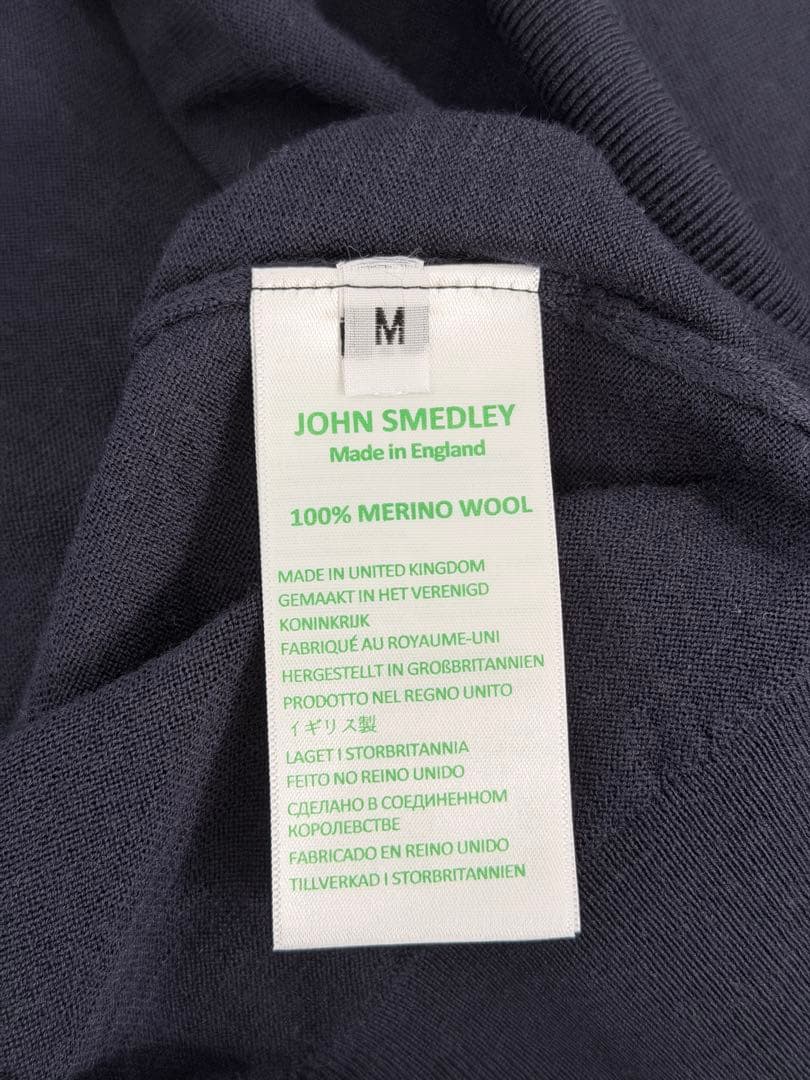 M
JOHN SMEDLEY
Made in England
100% MERINO WOOL
MADE IN UNITED KINGDOM
GEMAAKT IN HET VERENIGD
KONINKRIJK
FABRIQUÉ AU ROYAUME-UNI
HERGESTELLT IN GROßBRITANNIEN
PRODOTTO NEL REGNO UNITO
イギリス製
LAGET I STORBRITANNIA
FEITO NO REINO UNIDO
СДЕЛАНО В СОЕДИНЕННОМ
КОРОЛЕВСТВЕ
FABRICADO EN REINO UNIDO
TILLVERKAD I STORBRITANNIEN